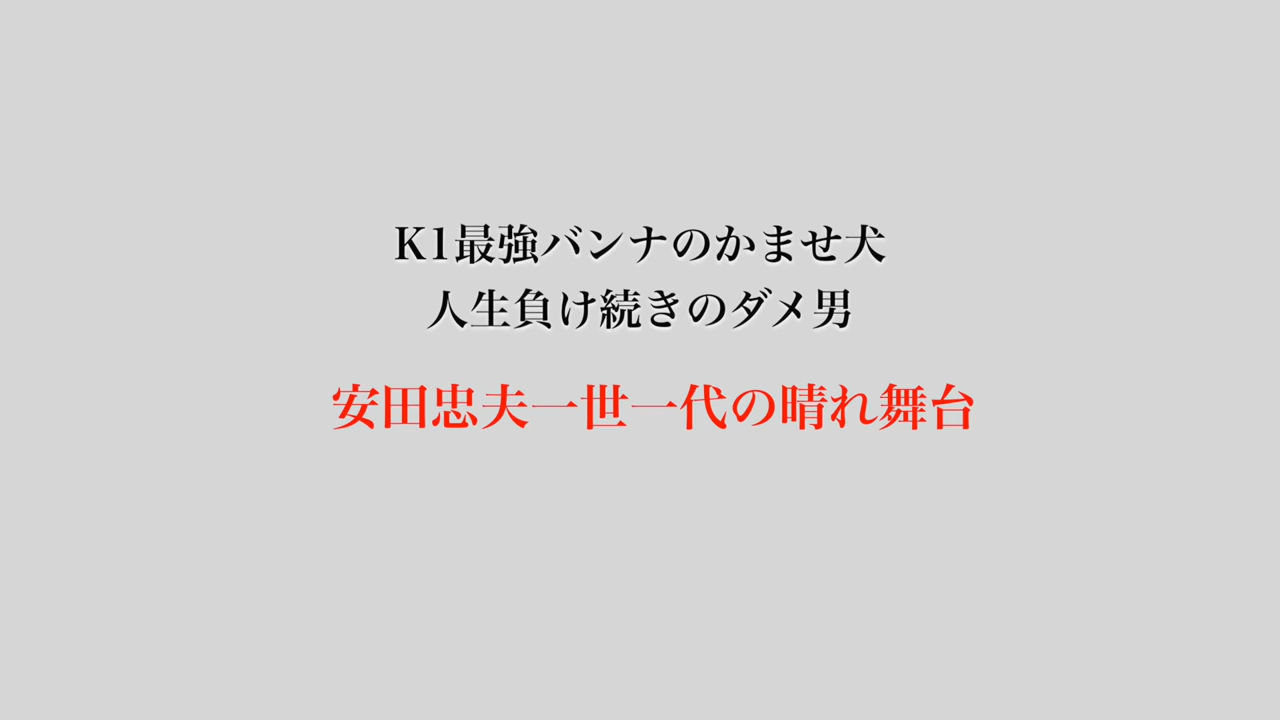 K1最強バンナのかませ犬
人生負け続きのダメ男
安田忠夫一世一代の晴れ舞台